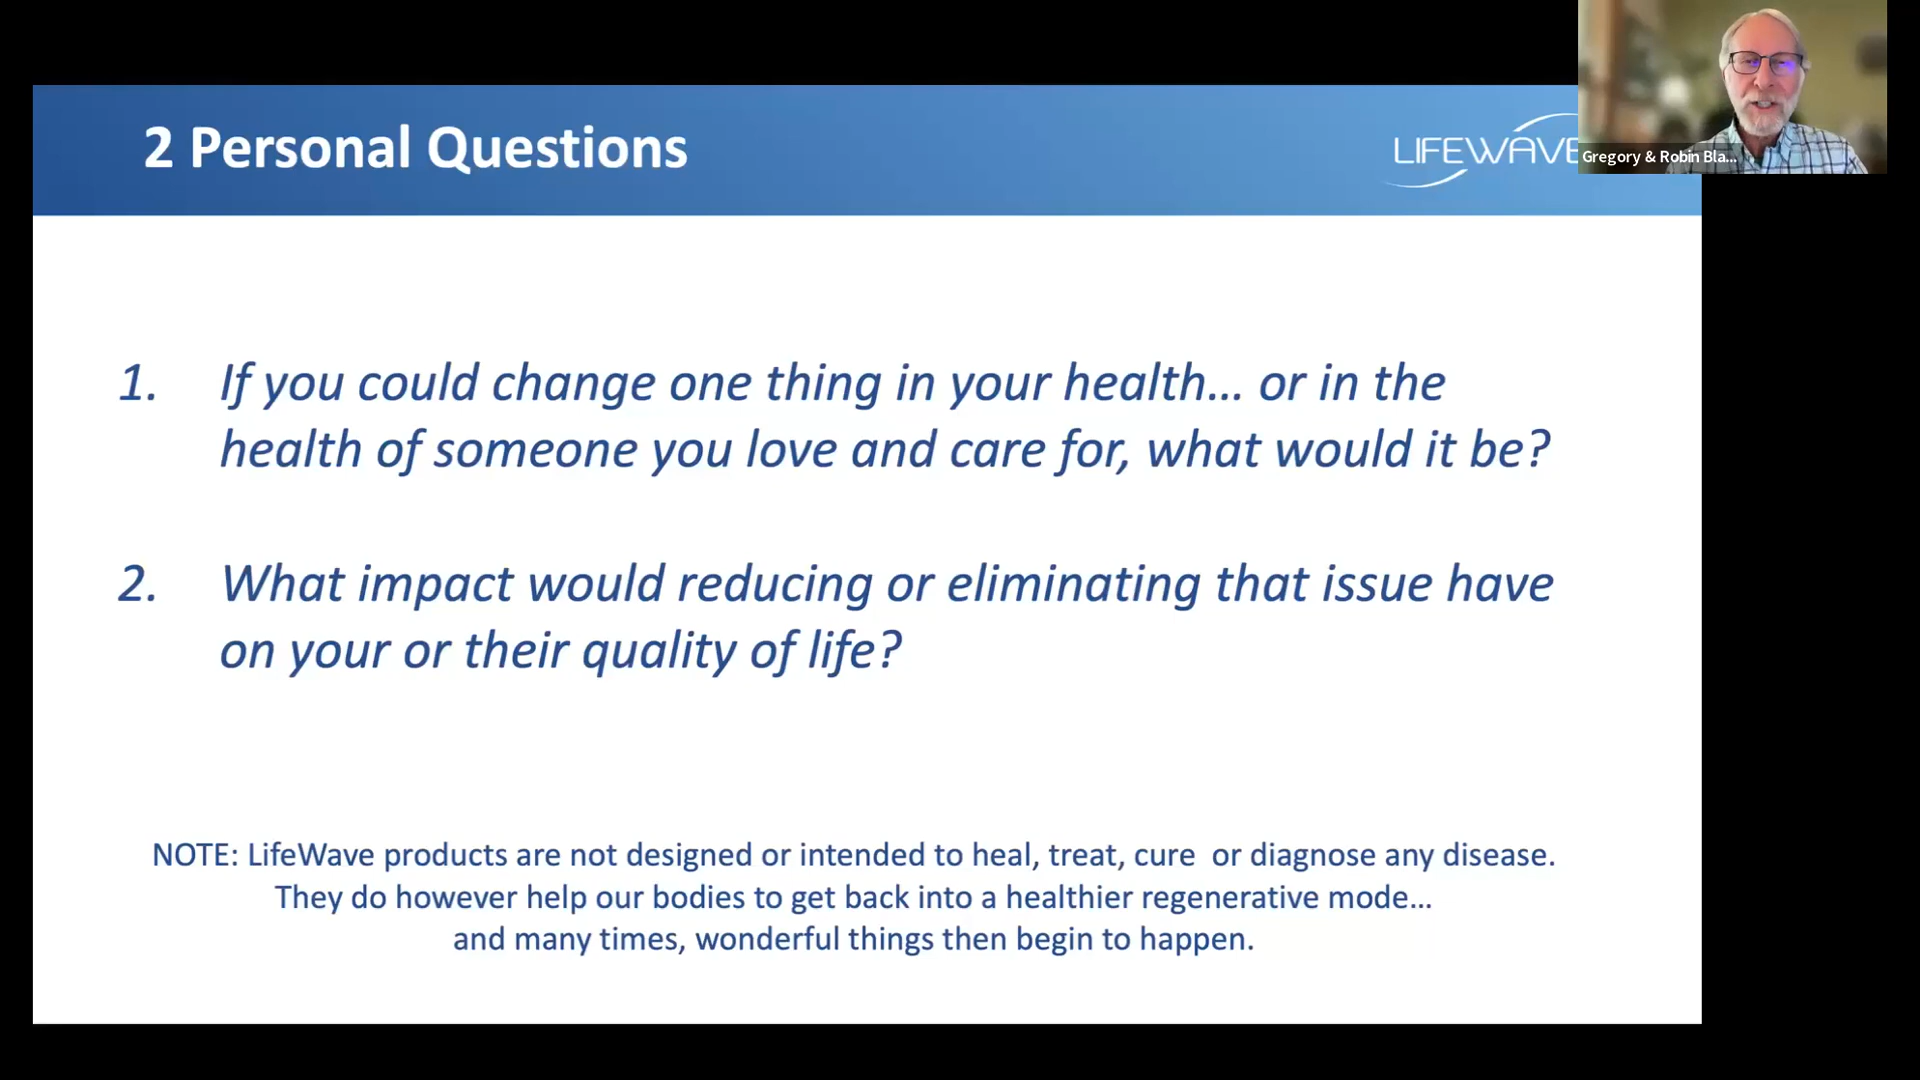 2 Personal Questions
LIFEWAVE
Gregory & Robin Bla...
1. If you could change one thing in your health... or in the
health of someone you love and care for, what would it be?
2. What impact would reducing or eliminating that issue have
on your or their quality of life?
NOTE: LifeWave products are not designed or intended to heal, treat, cure or diagnose any disease.
They do however help our bodies to get back into a healthier regenerative mode...
and many times, wonderful things then begin to happen.